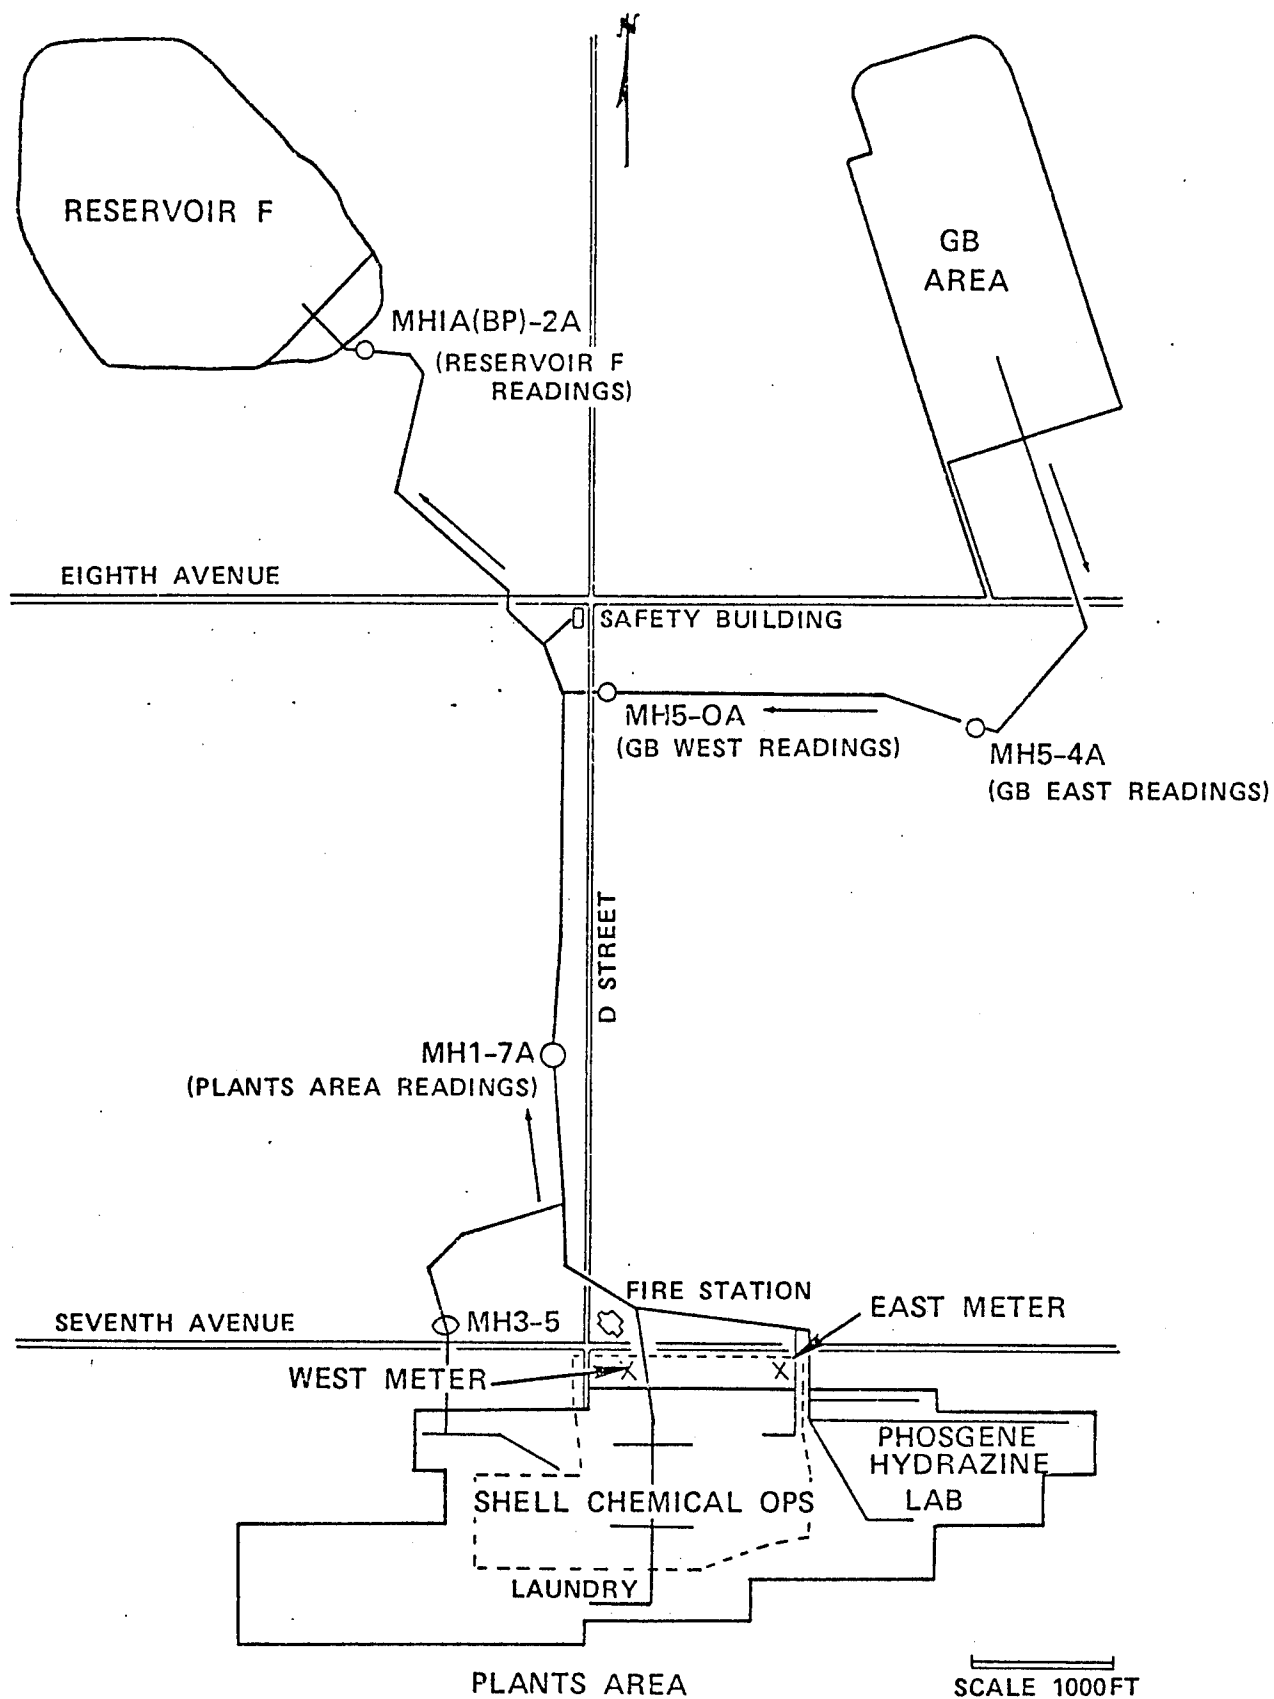 N
RESERVOIR F
GB
AREA
MH1A(BP)-2A
(RESERVOIR F
READINGS)
EIGHTH AVENUE
SAFETY BUILDING
MH5-0A
(GB WEST READINGS)
MH5-4A
(GB EAST READINGS)
D STREET
MH1-7A
(PLANTS AREA READINGS)
FIRE STATION
EAST METER
SEVENTH AVENUE
MH3-5
WEST METER
X
X
PHOSGENE
HYDRAZINE
LAB
SHELL CHEMICAL OPS
LAUNDRY
PLANTS AREA
SCALE 1000FT